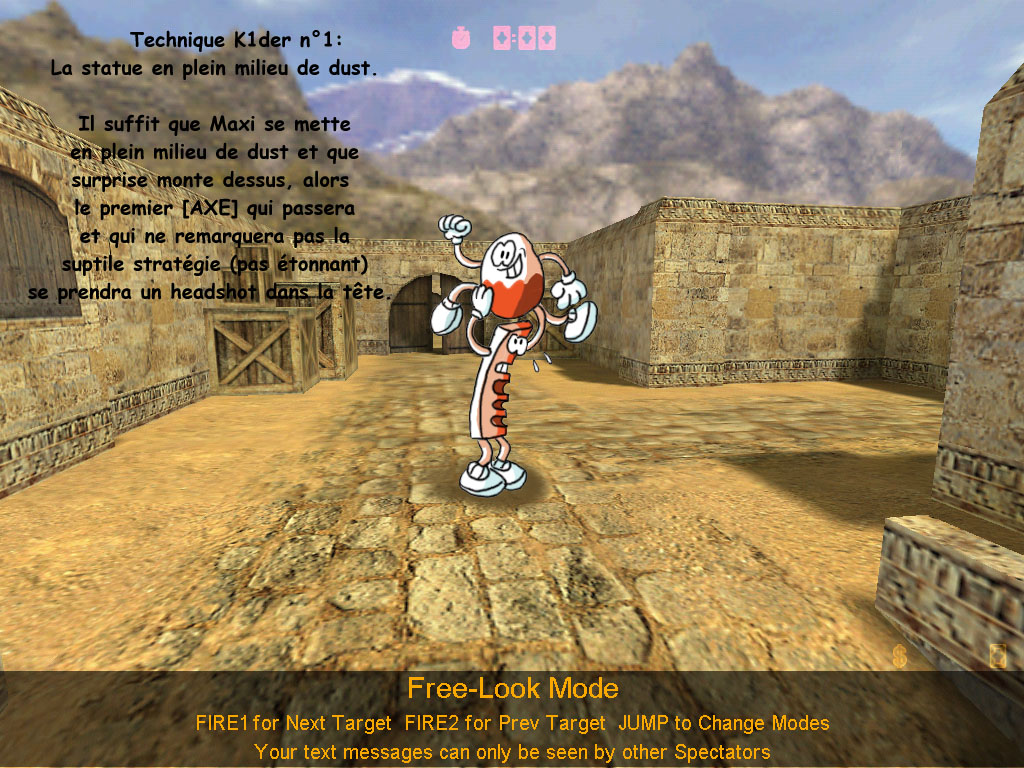 Technique K1der n°1:
La statue en plein milieu de dust.
Il suffit que Maxi se mette
en plein milieu de dust et que
surprise monte dessus, alors
le premier [AXE] qui passera
et qui ne remarquera pas la
suptile stratégie (pas étonnant)
se prendra un headshot dans la tête.
Free-Look Mode
FIRE1 for Next Target  FIRE2 for Prev Target  JUMP to Change Modes
Your text messages can only be seen by other Spectators